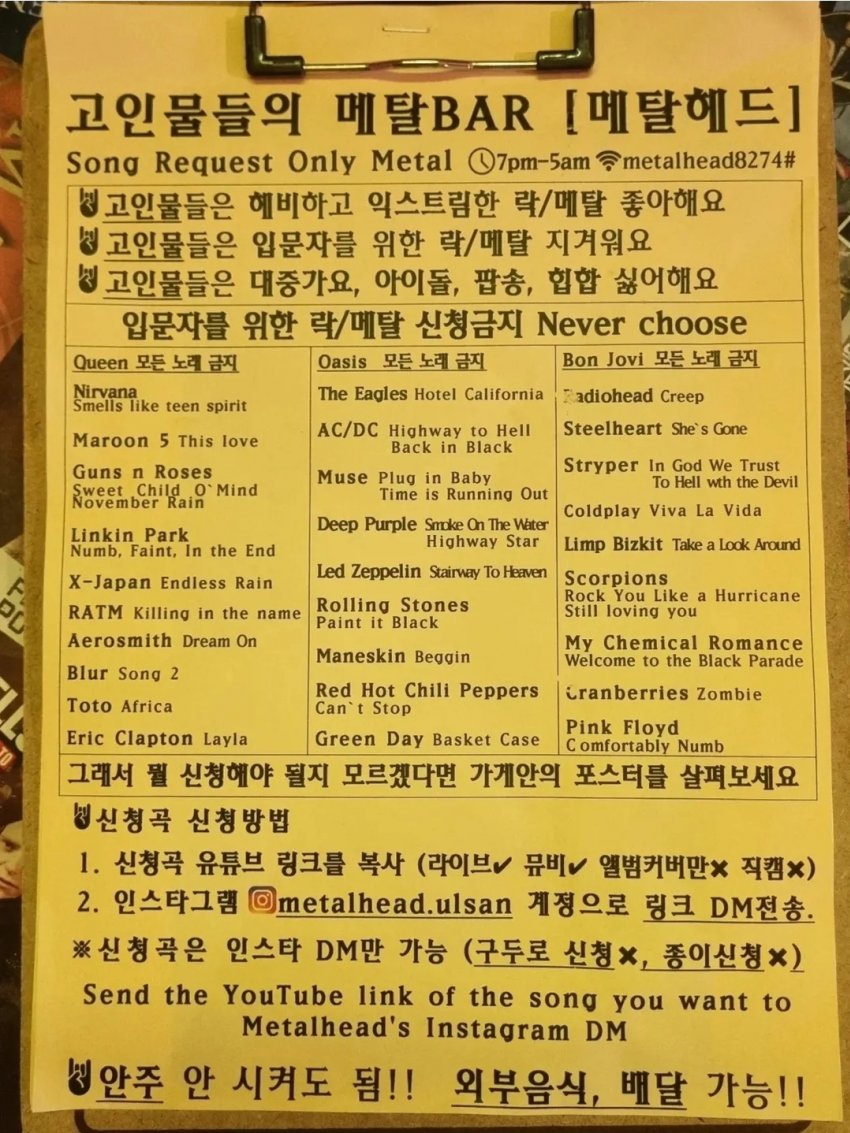 고인물들의 메탈BAR [메탈헤드]
Song Request Only Metal 7pm-5am metalhead8274#
고인물들은 헤비하고 익스트림한 락/메탈 좋아해요
고인물들은 입문자를 위한 락/메탈 지겨워요
고인물들은 대중가요, 아이돌, 팝송, 힙합 싫어해요
입문자를 위한 락/메탈 신청금지 Never choose
Queen 모든 노래 금지
Nirvana
Smells like teen spirit
Maroon 5 This love
Guns n Roses
Sweet Child O`Mind
November Rain
Linkin Park
Numb, Faint, In the End
X-Japan Endless Rain
RATM Killing in the name
Aerosmith Dream On
Blur Song 2
Toto Africa
Eric Clapton Layla
Oasis 모든 노래 금지
The Eagles Hotel California
AC/DC Highway to Hell
Back in Black
Muse Plug in Baby
Time is Running Out
Deep Purple Smoke On The Water
Highway Star
Led Zeppelin Stairway To Heaven
Rolling Stones
Paint it Black
Maneskin Beggin
Red Hot Chili Peppers
Can`t Stop
Green Day Basket Case
Bon Jovi 모든 노래 금지
Radiohead Creep
Steelheart She`s Gone
Stryper In God We Trust
To Hell wth the Devil
Coldplay Viva La Vida
Limp Bizkit Take a Look Around
Scorpions
Rock You Like a Hurricane
Still loving you
My Chemical Romance
Welcome to the Black Parade
Cranberries Zombie
Pink Floyd
Comfortably Numb
그래서 뭘 신청해야 될지 모르겠다면 가게안의 포스터를 살펴보세요
신청곡 신청방법
1. 신청곡 유튜브 링크를 복사 (라이브✔ 뮤비✔ 앨범커버만✖ 직캠✖)
2. 인스타그램 metalhead.ulsan 계정으로 링크 DM전송.
※신청곡은 인스타 DM만 가능 (구두로 신청✖, 종이신청✖)
Send the YouTube link of the song you want to
Metalhead's Instagram DM
안주 안 시켜도 됨!! 외부음식, 배달 가능!!